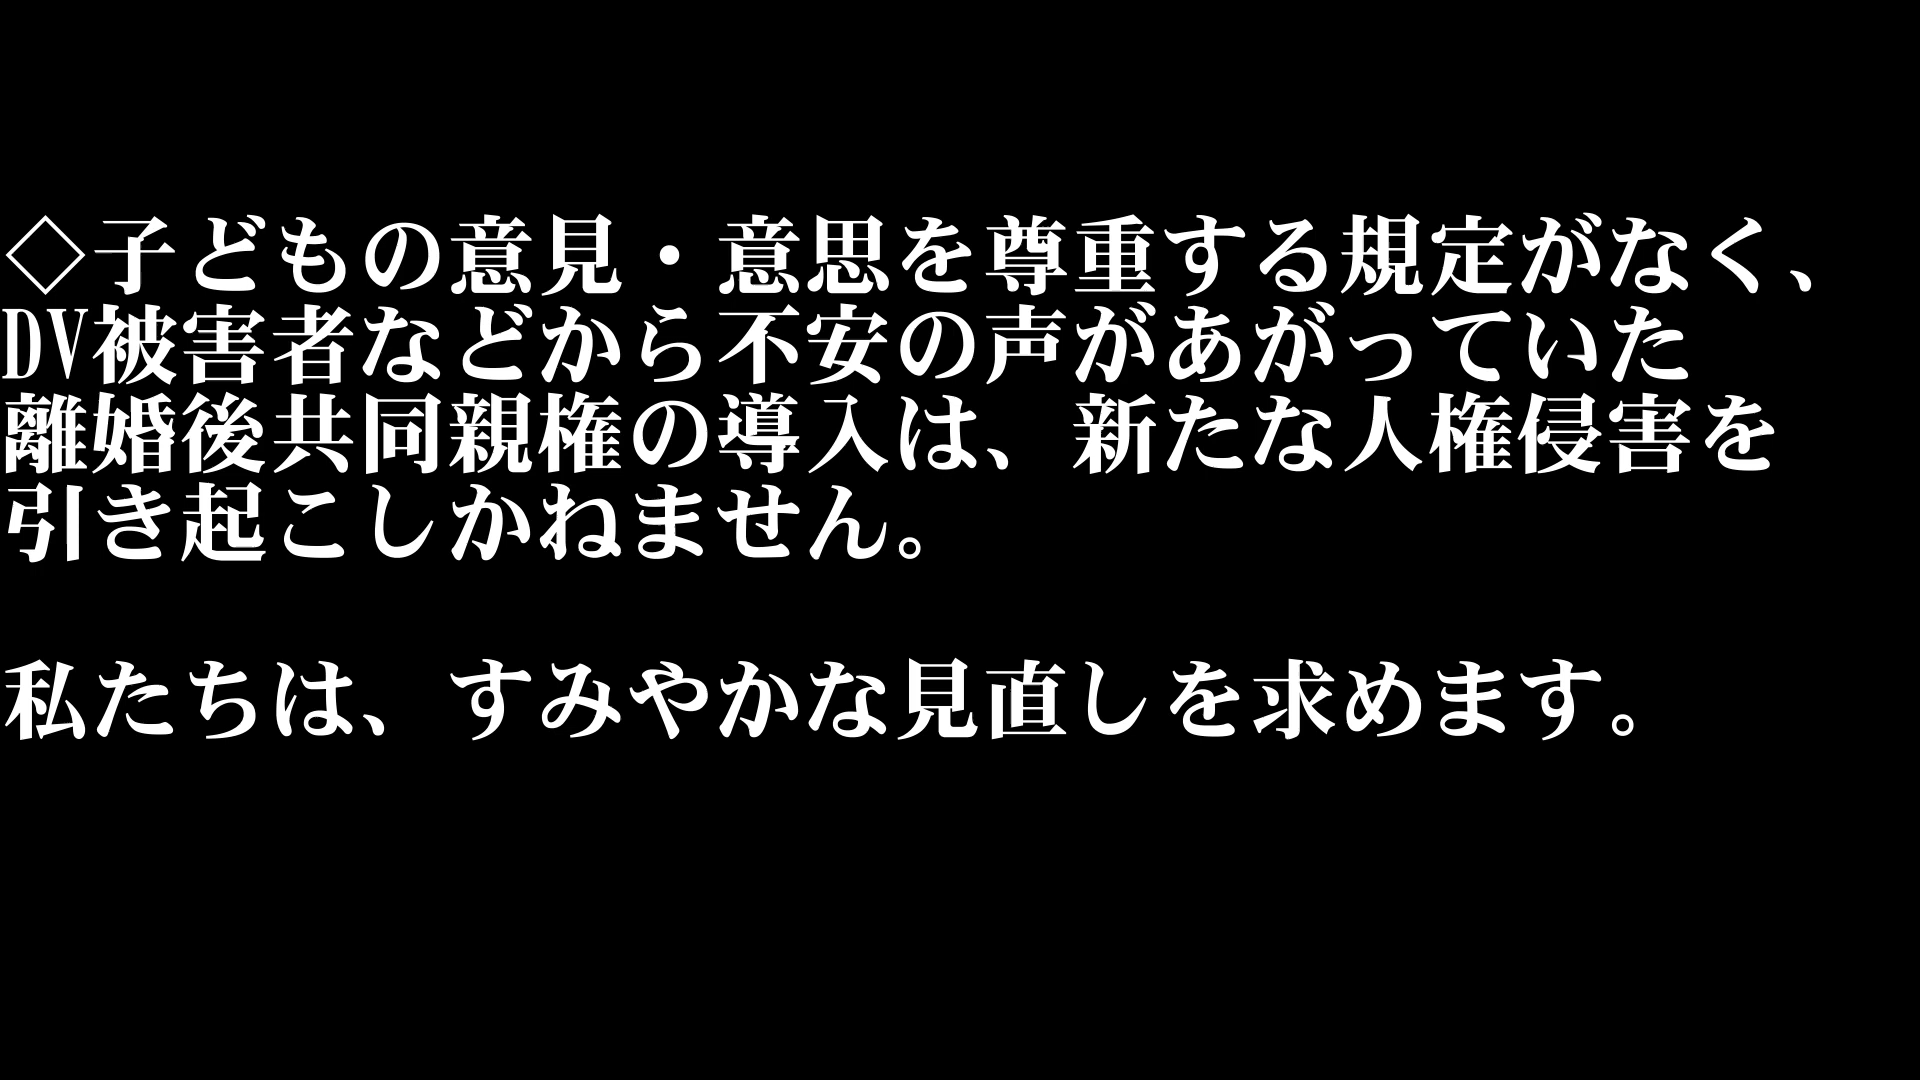 ◇子どもの意見・意思を尊重する規定がなく、
DV被害者などから不安の声があがっていた
離婚後共同親権の導入は、新たな人権侵害を
引き起こしかねません。
私たちは、すみやかな見直しを求めます。